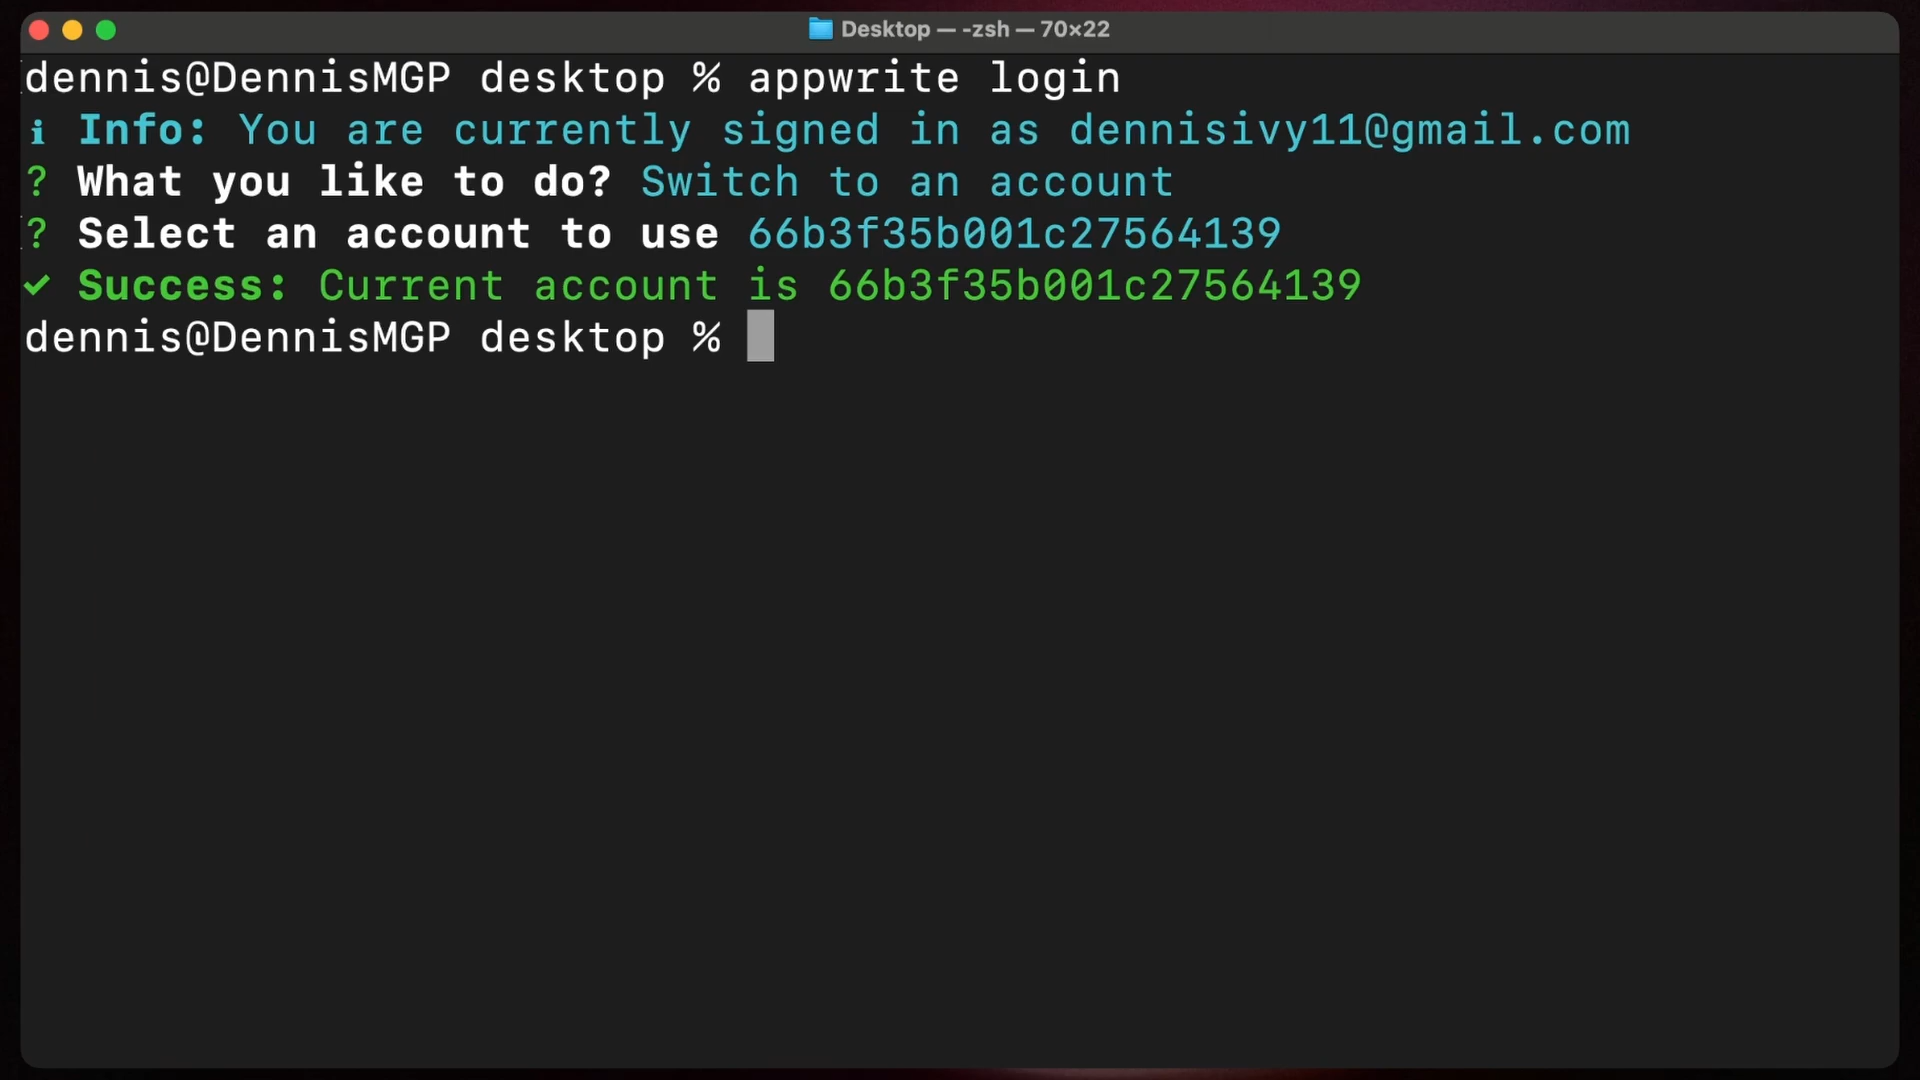 Desktop — -zsh — 70×22
dennis@DennisMGP desktop % appwrite login
ℹ Info: You are currently signed in as dennisivy11@gmail.com
? What you like to do? Switch to an account
? Select an account to use 66b3f35b001c27564139
✓ Success: Current account is 66b3f35b001c27564139
dennis@DennisMGP desktop %